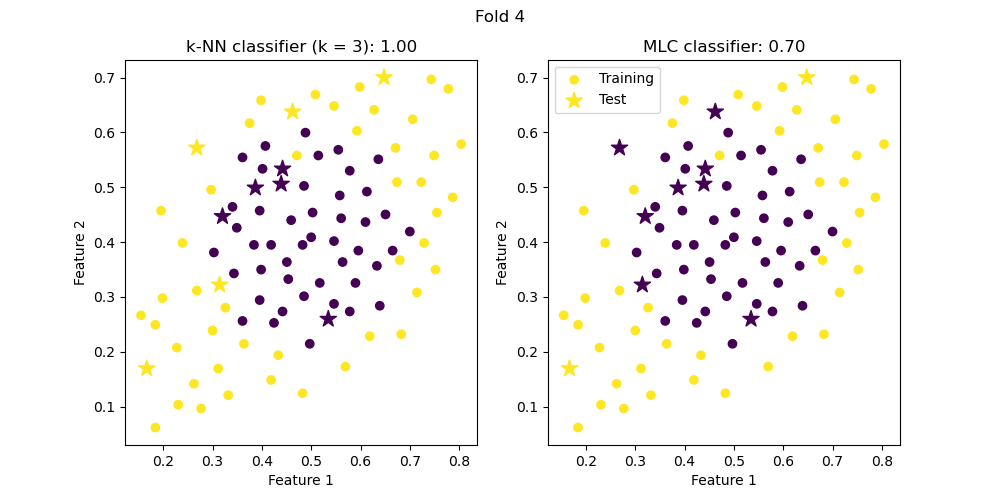 Fold 4
k-NN classifier (k = 3): 1.00
0.7
0.6
0.5
0.4
0.3
0.2
0.1
Feature 2
0.2 0.3 0.4 0.5 0.6 0.7 0.8
Feature 1
MLC classifier: 0.70
Training
Test
0.7
0.6
0.5
0.4
0.3
0.2
0.1
Feature 2
0.2 0.3 0.4 0.5 0.6 0.7 0.8
Feature 1